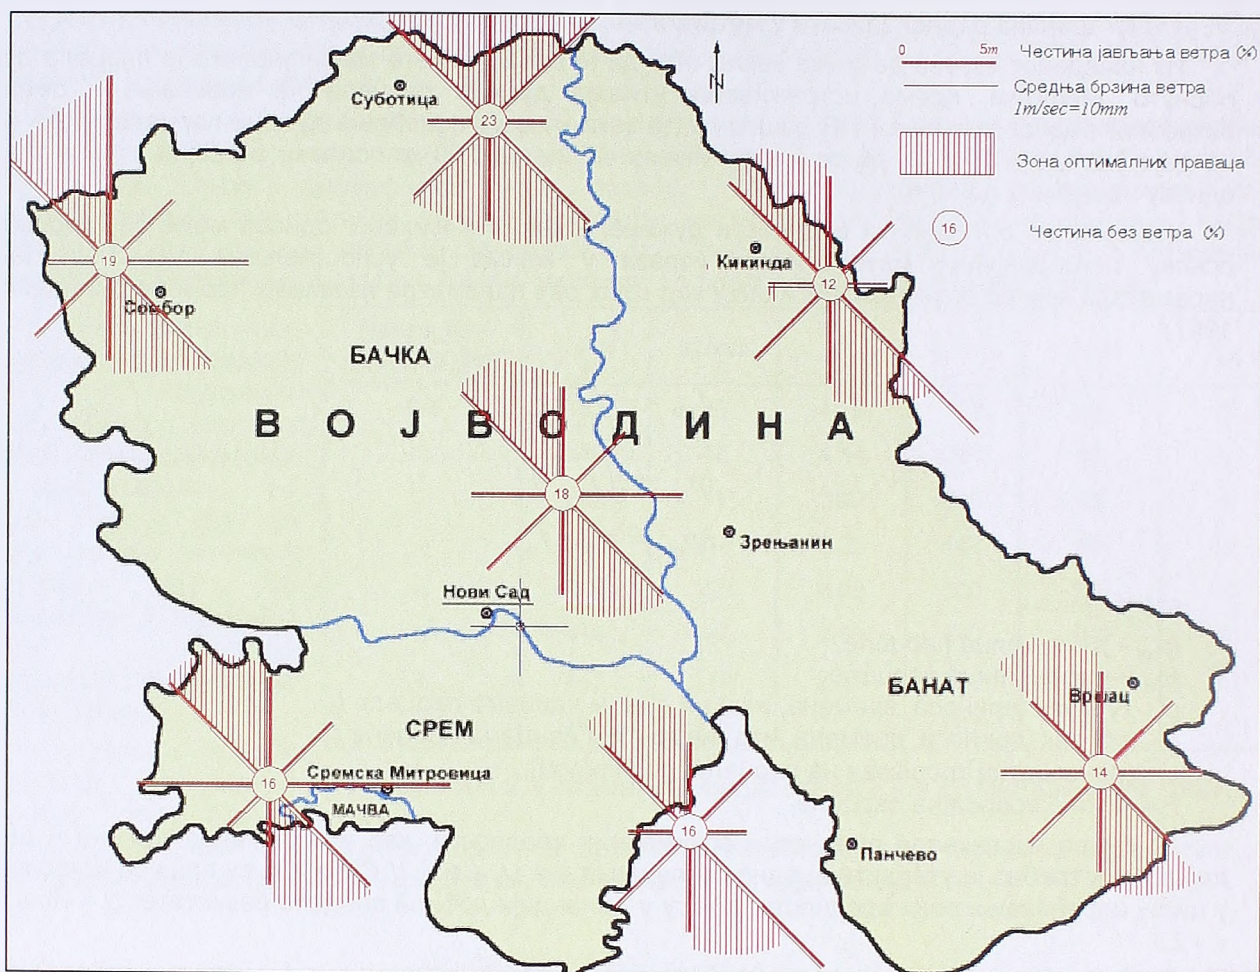 N
0 5m Честина јављања ветра (%)
Средња брзина ветра
1m/sec=10mm
Зона оптималних праваца
16 Честина без ветра (%)
Суботица
23
19
Сомбор
Кикинда
12
БАЧКА
ВОЈВОДИНА
18
Зрењанин
Нови Сад
БАНАТ
Вршац
СРЕМ
Сремска Митровица
16
МАЧВА
14
16
Панчево